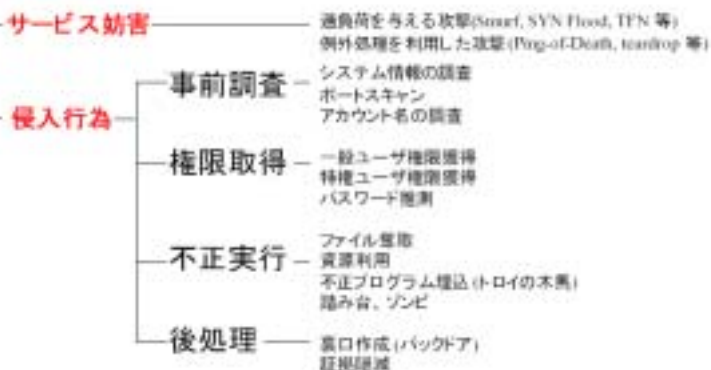 サービス妨害
過負荷を与える攻撃(Smurf, SYN Flood, TFN 等)
例外処理を利用した攻撃(Ping-of-Death, teardrop 等)
侵入行為
事前調査
システム情報の調査
ポートスキャン
アカウント名の調査
権限取得
一般ユーザ権限獲得
特権ユーザ権限獲得
パスワード推測
不正実行
ファイル奪取
資源利用
不正プログラム埋込(トロイの木馬)
踏み台、ゾンビ
後処理
裏口作成(バックドア)
証拠隠滅